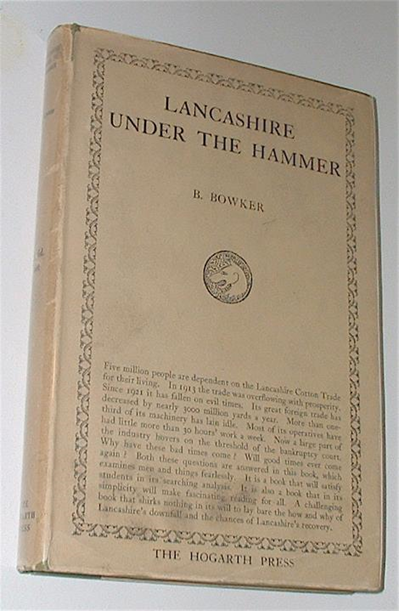 LANCASHIRE
UNDER THE HAMMER
B. BOWKER
Five million people are dependent on the Lancashire Cotton Trade
for their living. In 1913 the trade was overflowing with prosperity.
Since 1921 it has fallen on evil times. Its great foreign trade has
decreased by nearly 3000 million yards a year. More than one-
third of its machinery has lain idle. Most of its operatives have
had little more than 30 hours' work a week. Now a large part of
the industry hovers on the threshold of the bankruptcy court.
Why have these bad times come? Will good times ever come
again? Both these questions are answered in this book, which
examines men and things fearlessly. It is a book that will satisfy
students in its searching analysis. It is also a book that in its
simplicity will make fascinating reading for all. A challenging
book that shirks nothing in its will to lay bare the how and why of
Lancashire's downfall and the chances of Lancashire's recovery.
THE HOGARTH PRESS